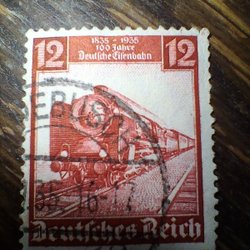 12 1835 - 1935 12
100 Jahre
Deutsche Eisenbahn
Deutsches Reich